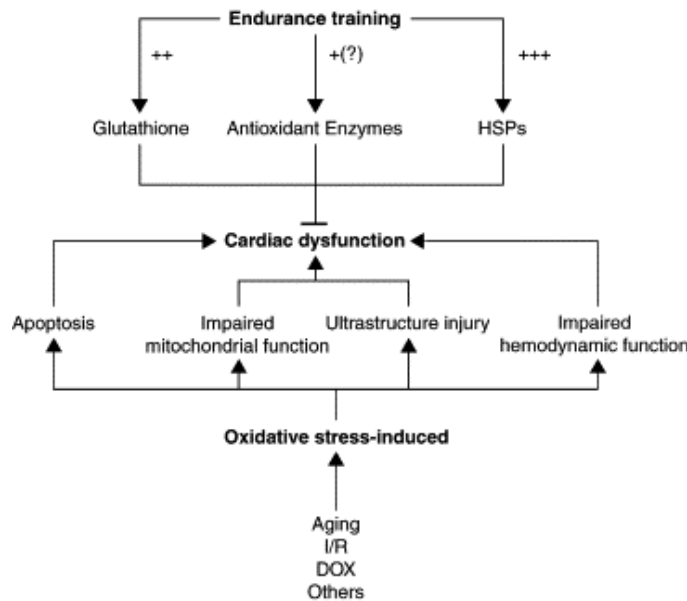 Endurance training
++ +(?) +++
Glutathione Antioxidant Enzymes HSPs
Cardiac dysfunction
Apoptosis Impaired Ultrastructure injury Impaired
mitochondrial function hemodynamic function
Oxidative stress-induced
Aging
I/R
DOX
Others